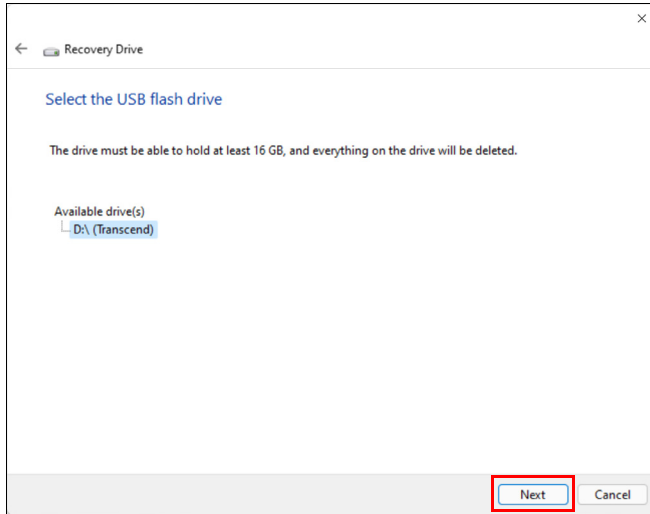 Recovery Drive
Select the USB flash drive
The drive must be able to hold at least 16 GB, and everything on the drive will be deleted.
Available drive(s)
D:\ (Transcend)
Next Cancel